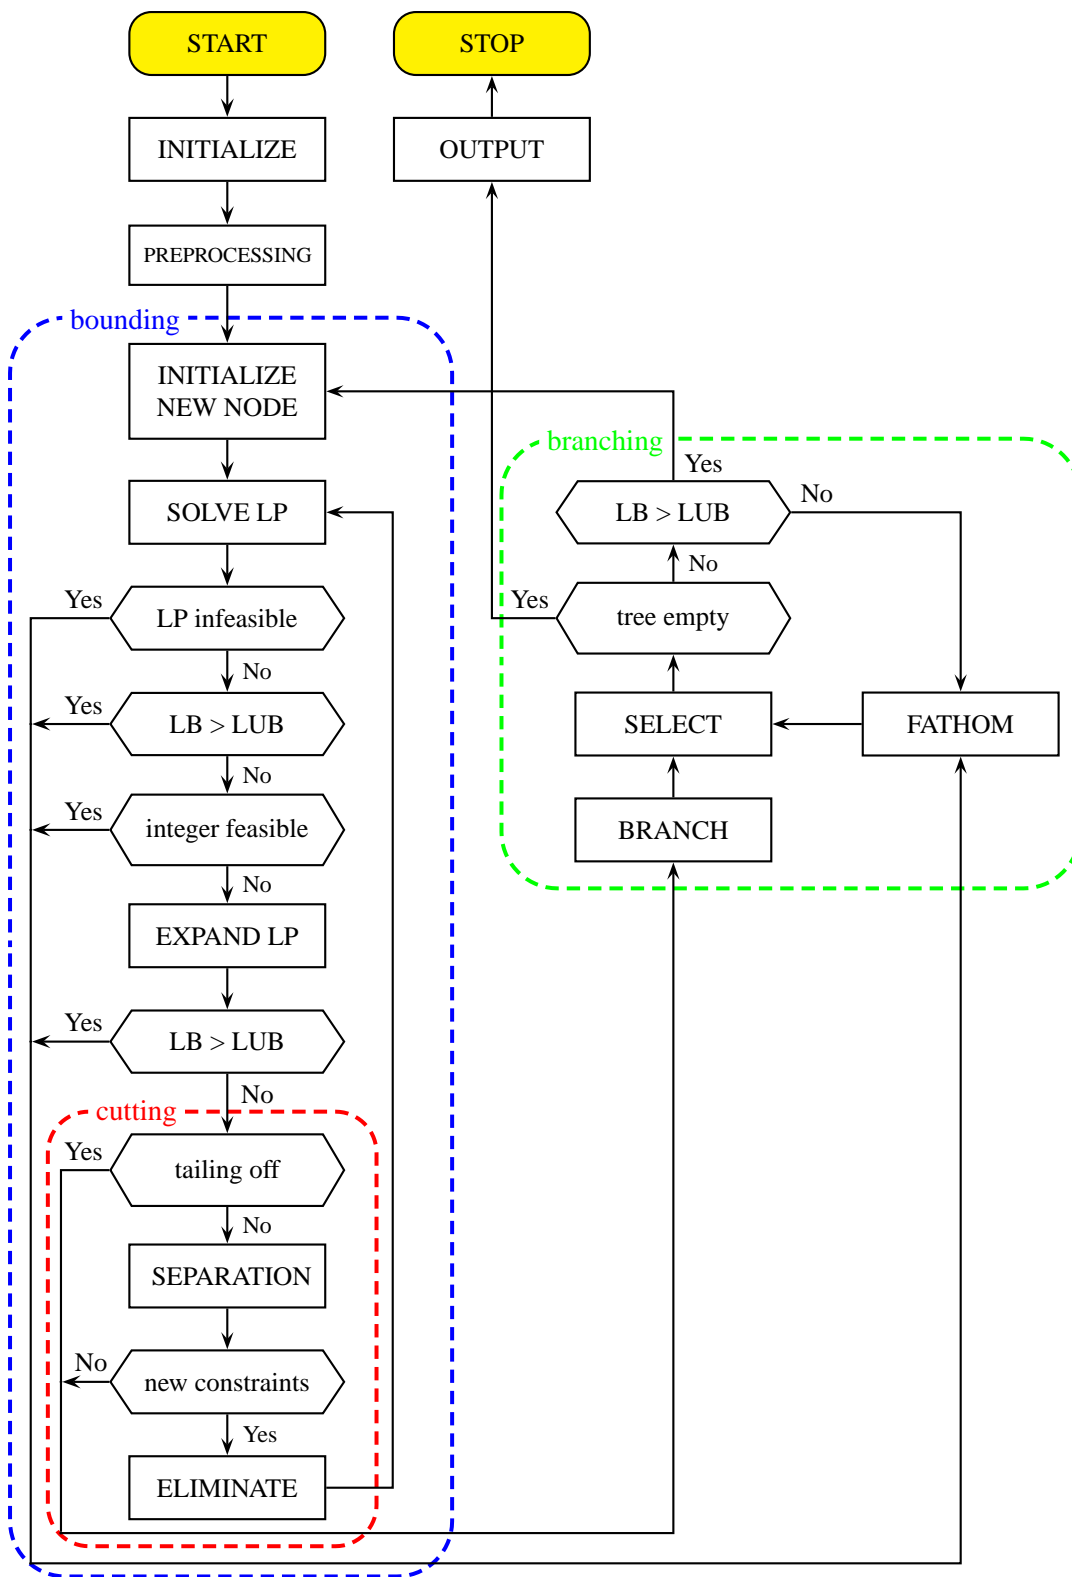 START
STOP
INITIALIZE
OUTPUT
PREPROCESSING
bounding
INITIALIZE
NEW NODE
branching
Yes
SOLVE LP
LB > LUB
No
No
Yes
LP infeasible
Yes
tree empty
No
Yes
LB > LUB
SELECT
FATHOM
No
Yes
integer feasible
BRANCH
No
EXPAND LP
Yes
LB > LUB
No
cutting
Yes
tailing off
No
SEPARATION
No
new constraints
Yes
ELIMINATE